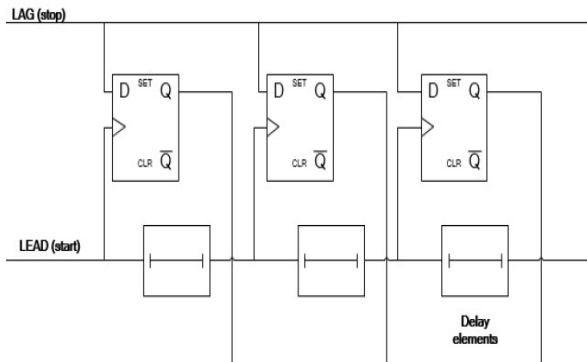 LAG (stop)
D SET Q
CLR Q̅
D SET Q
CLR Q̅
D SET Q
CLR Q̅
LEAD (start)
Delay
elements